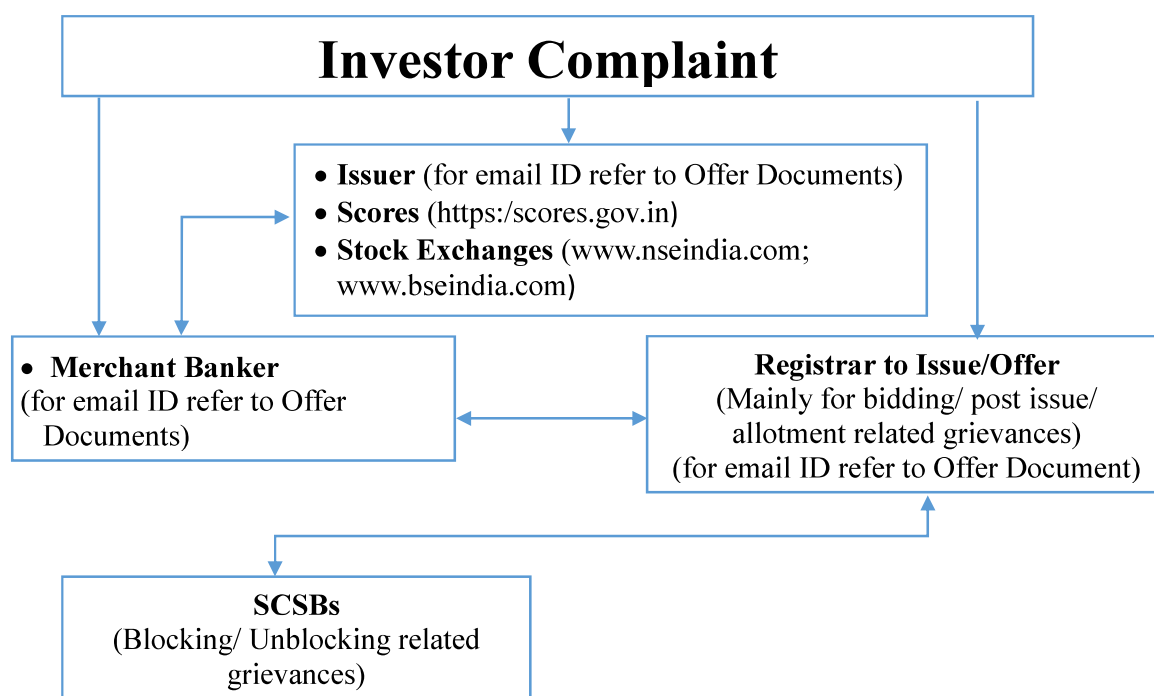 Investor Complaint
• Issuer (for email ID refer to Offer Documents)
• Scores (https:/scores.gov.in)
• Stock Exchanges (www.nseindia.com;
www.bseindia.com)
• Merchant Banker
(for email ID refer to Offer
Documents)
Registrar to Issue/Offer
(Mainly for bidding/ post issue/
allotment related grievances)
(for email ID refer to Offer Document)
SCSBs
(Blocking/ Unblocking related
grievances)